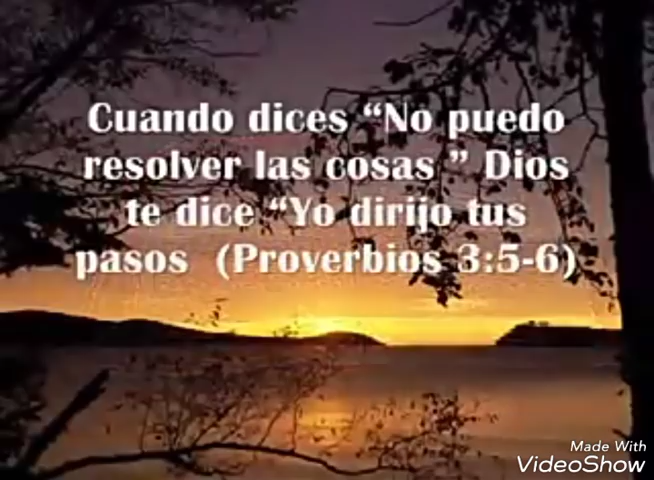 Cuando dices “No puedo
resolver las cosas ” Dios
te dice “Yo dirijo tus
pasos (Proverbios 3:5-6)
Made With
VideoShow